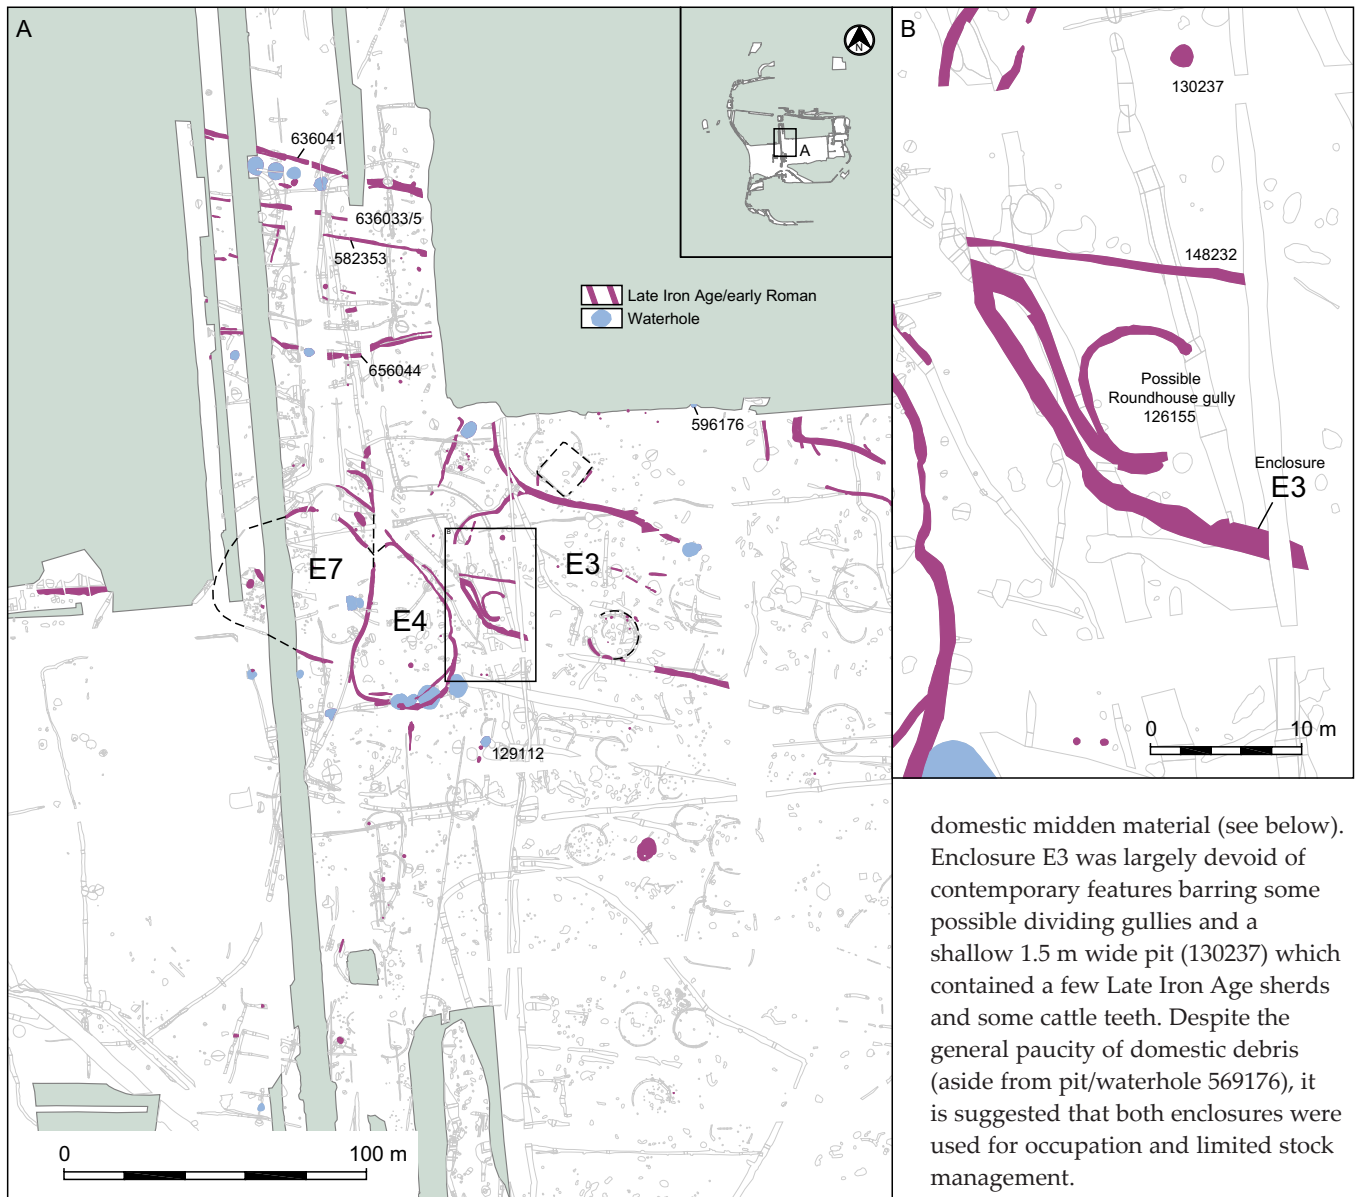 A
N
A
636041
636033/5
582353
Late Iron Age/early Roman
Waterhole
656044
596176
E7
E3
E4
B
129112
0
100 m
B
130237
148232
Possible
Roundhouse gully
126155
Enclosure
E3
0
10 m
domestic midden material (see below).
Enclosure E3 was largely devoid of
contemporary features barring some
possible dividing gullies and a
shallow 1.5 m wide pit (130237) which
contained a few Late Iron Age sherds
and some cattle teeth. Despite the
general paucity of domestic debris
(aside from pit/waterhole 569176), it
is suggested that both enclosures were
used for occupation and limited stock
management.